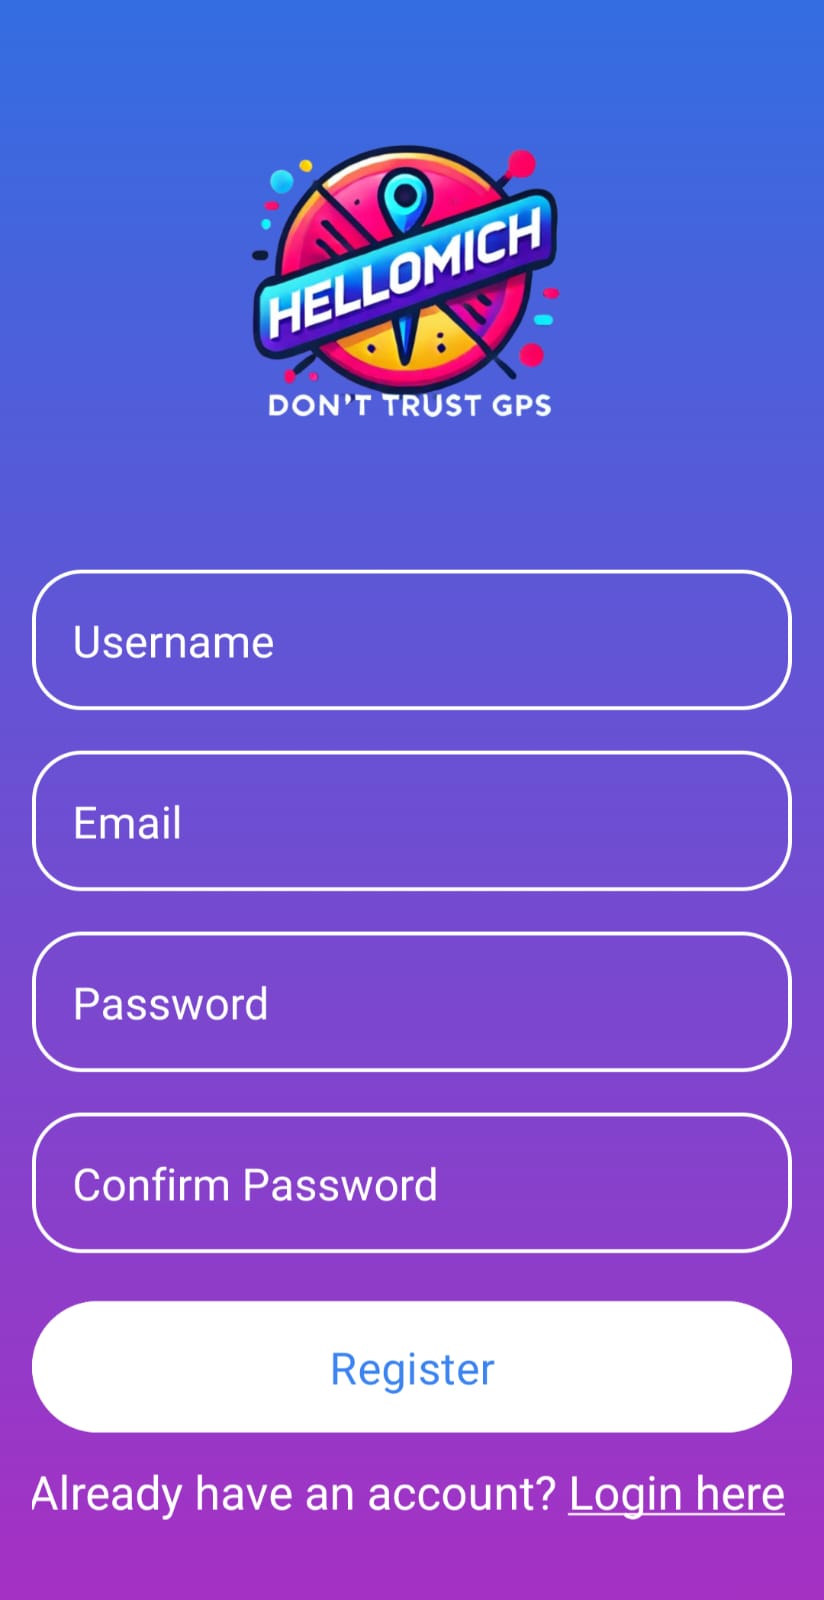 HELLOMICH
DON'T TRUST GPS
Username
Email
Password
Confirm Password
Register
Already have an account? Login here